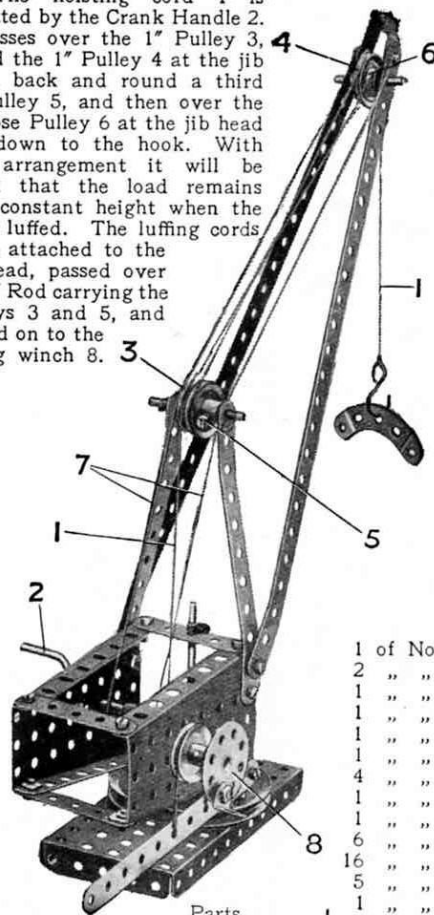 hoisting cord 1 is
tted by the Crank Handle 2.
sses over the 1″ Pulley 3,
d the 1″ Pulley 4 at the jib
back and round a third
ulley 5, and then over the
ose Pulley 6 at the jib head
down to the hook. With
arrangement it will be
t that the load remains
constant height when the
luffed. The luffing cords
attached to the
ead, passed over
″ Rod carrying the
ys 3 and 5, and
d on to the
g winch 8.
4
6
1
3
7
5
1
2
8
1 of No
2 „ „
1 „ „
1 „ „
1 „ „
1 „ „
4 „ „
1 „ „
1 „ „
6 „ „
16 „ „
5 „ „
1 „ „
Parts